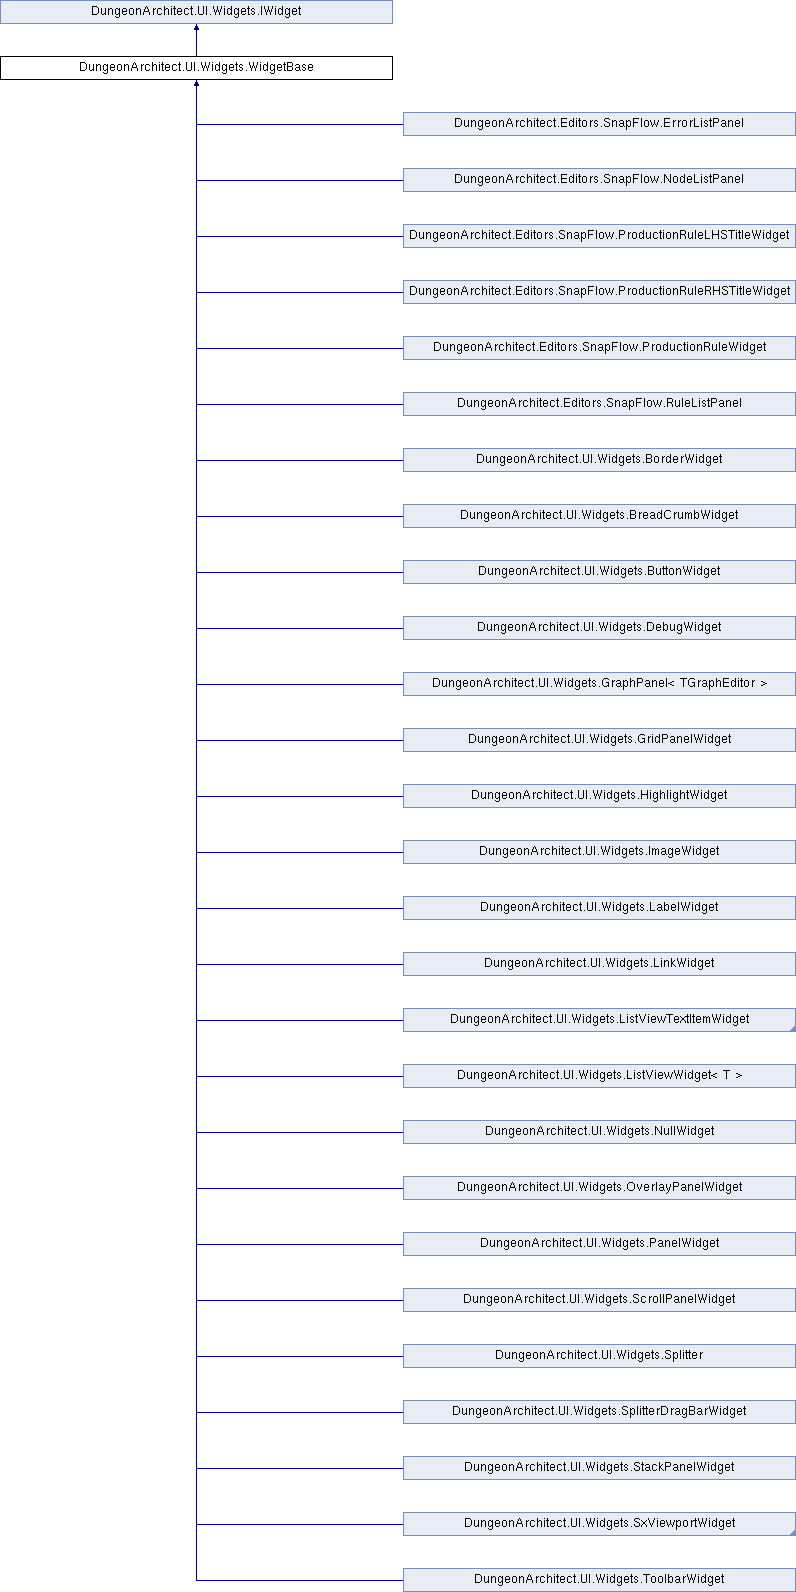 DungeonArchitect.UI.Widgets.IWidget
DungeonArchitect.UI.Widgets.WidgetBase
DungeonArchitect.Editors.SnapFlow.ErrorListPanel
DungeonArchitect.Editors.SnapFlow.NodeListPanel
DungeonArchitect.Editors.SnapFlow.ProductionRuleLHSTitleWidget
DungeonArchitect.Editors.SnapFlow.ProductionRuleRHSTitleWidget
DungeonArchitect.Editors.SnapFlow.ProductionRuleWidget
DungeonArchitect.Editors.SnapFlow.RuleListPanel
DungeonArchitect.UI.Widgets.BorderWidget
DungeonArchitect.UI.Widgets.BreadCrumbWidget
DungeonArchitect.UI.Widgets.ButtonWidget
DungeonArchitect.UI.Widgets.DebugWidget
DungeonArchitect.UI.Widgets.GraphPanel< TGraphEditor >
DungeonArchitect.UI.Widgets.GridPanelWidget
DungeonArchitect.UI.Widgets.HighlightWidget
DungeonArchitect.UI.Widgets.ImageWidget
DungeonArchitect.UI.Widgets.LabelWidget
DungeonArchitect.UI.Widgets.LinkWidget
DungeonArchitect.UI.Widgets.ListViewTextItemWidget
DungeonArchitect.UI.Widgets.ListViewWidget< T >
DungeonArchitect.UI.Widgets.NullWidget
DungeonArchitect.UI.Widgets.OverlayPanelWidget
DungeonArchitect.UI.Widgets.PanelWidget
DungeonArchitect.UI.Widgets.ScrollPanelWidget
DungeonArchitect.UI.Widgets.Splitter
DungeonArchitect.UI.Widgets.SplitterDragBarWidget
DungeonArchitect.UI.Widgets.StackPanelWidget
DungeonArchitect.UI.Widgets.SxViewportWidget
DungeonArchitect.UI.Widgets.ToolbarWidget